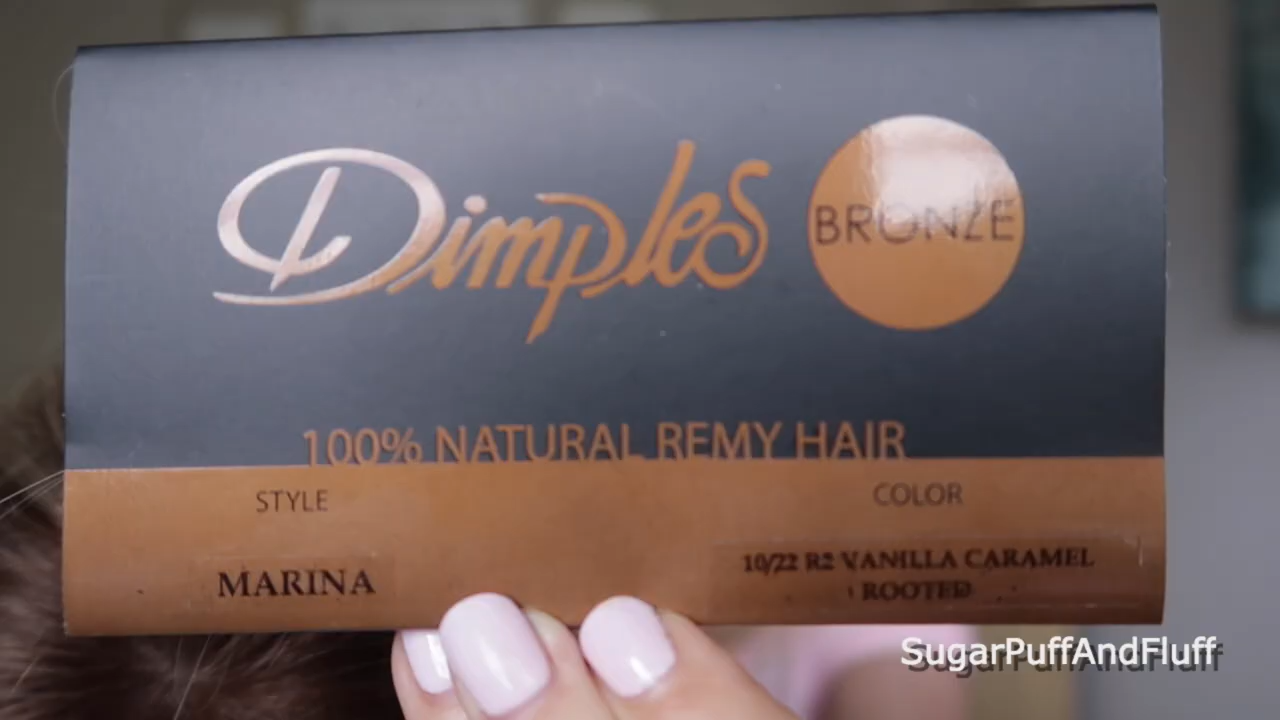 Dimples
BRONZE
100% NATURAL REMY HAIR
STYLE
COLOR
MARINA
10/22 R2 VANILLA CARAMEL
ROOTED
SugarPuffAndFluff